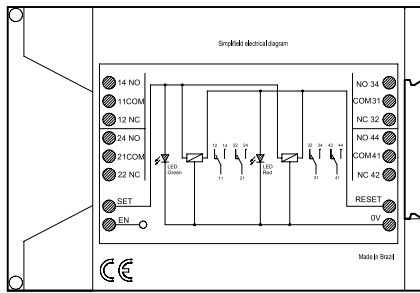 Simplifield electrical diagram
14 NO
11COM
12 NC
24 NO
21COM
22 NC
SET
EN
NO 34
COM31
NC 32
NO 44
COM41
NC 42
RESET
0V
LED
Green
12 14
11
22 24
21
LED
Red
32 34
31
42 44
41
Made in Brazil
CE